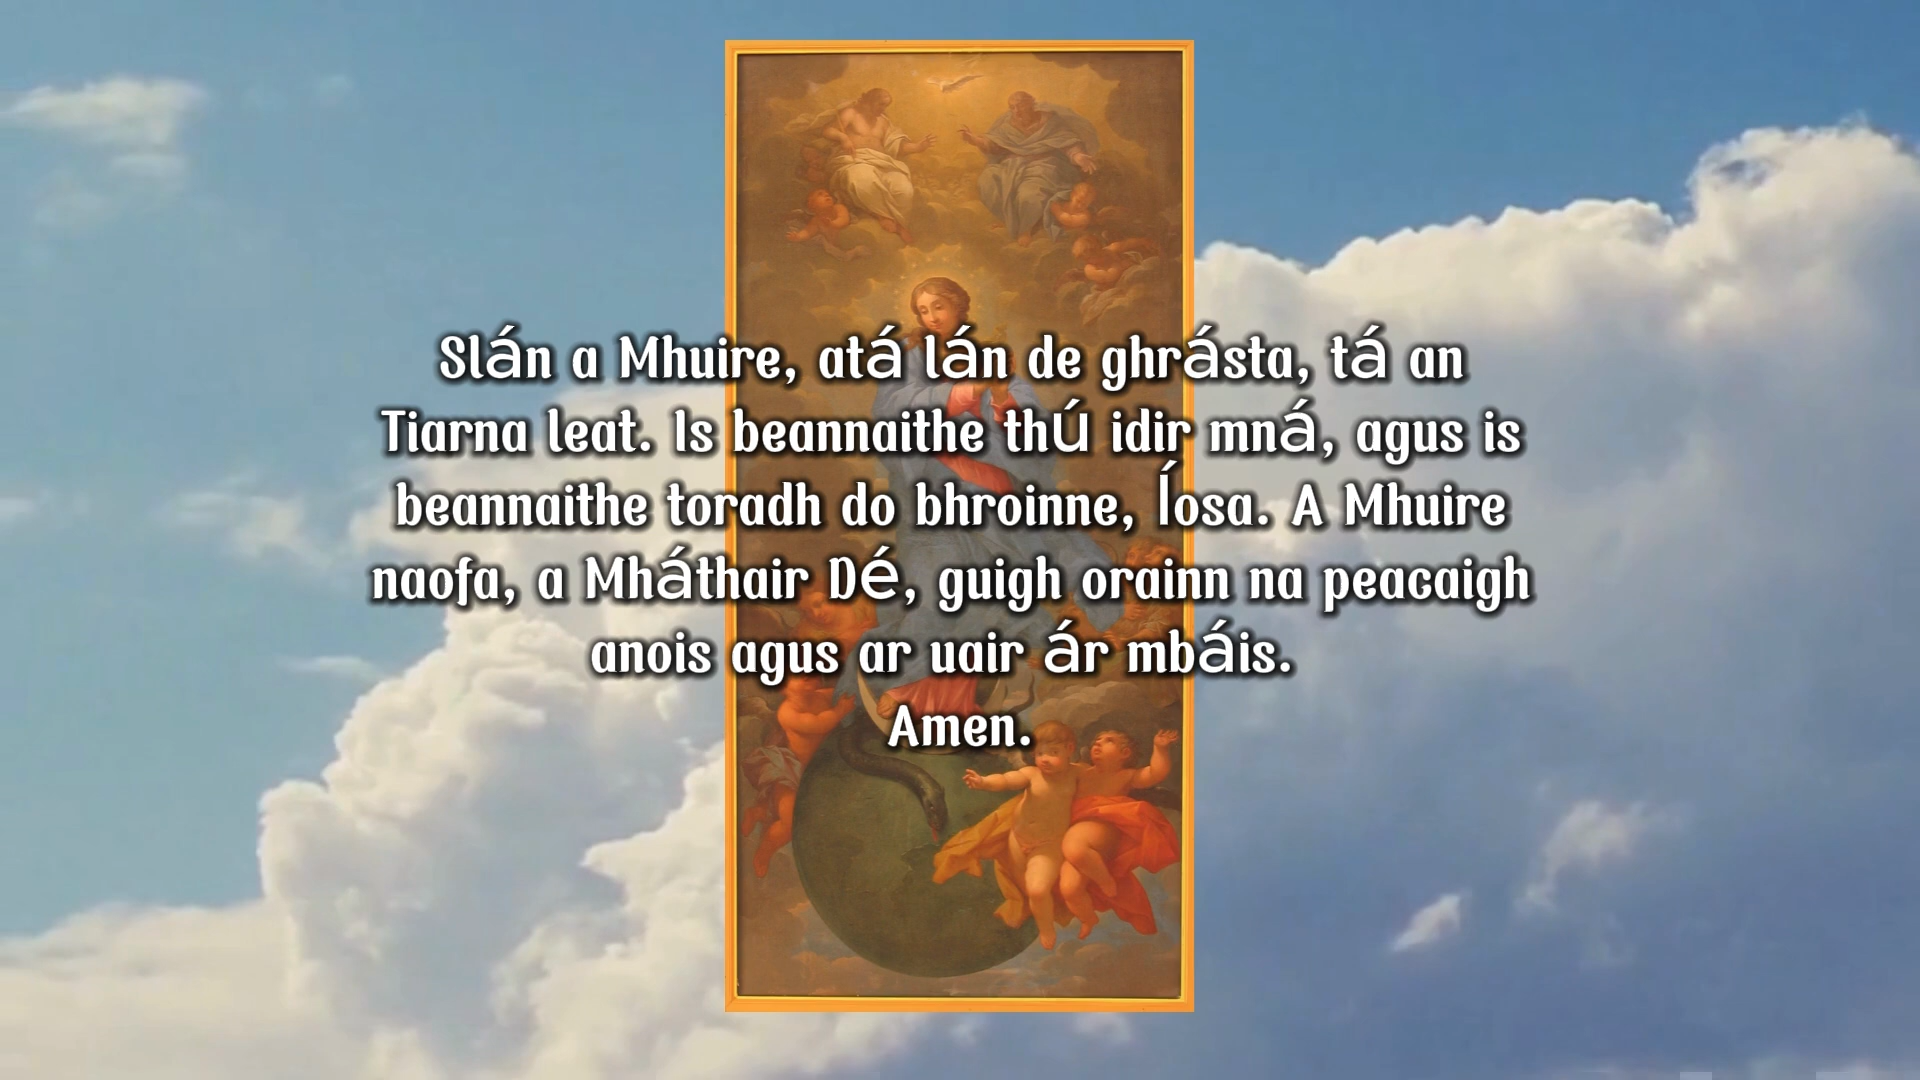 Slán a Mhuire, atá lán de ghrásta, tá an
Tiarna leat. Is beannaithe thú idir mná, agus is
beannaithe toradh do bhroinne, Íosa. A Mhuire
naofa, a Mháthair Dé, guigh orainn na peacaigh
anois agus ar uair ár mbáis.
Amen.